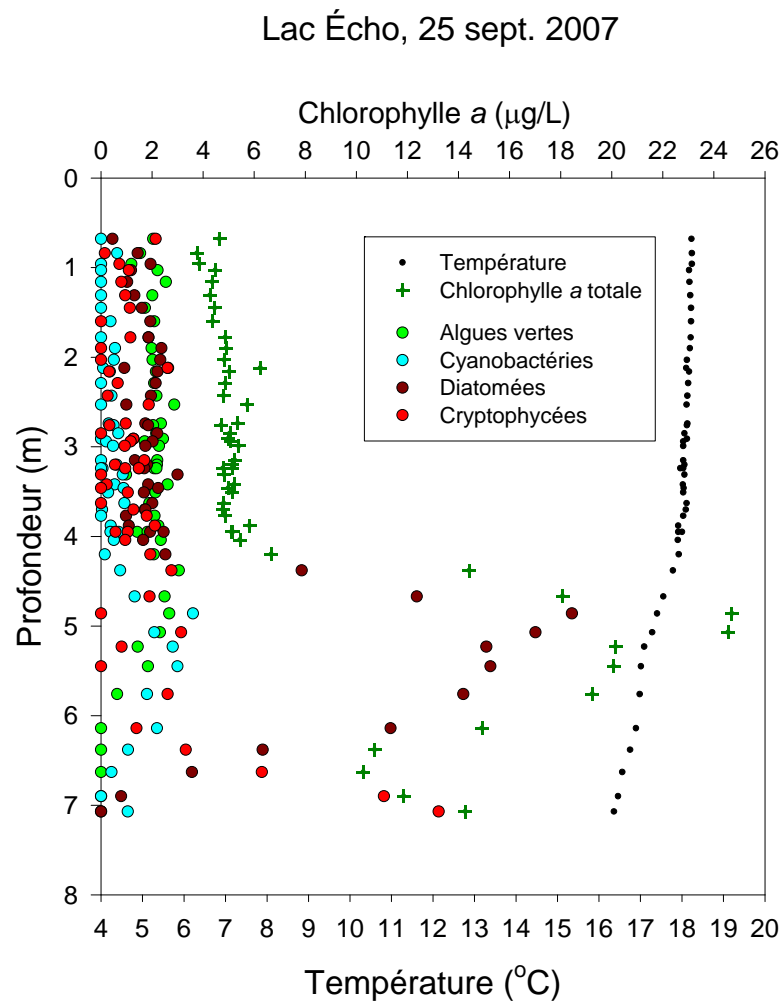 Lac Écho, 25 sept. 2007
Chlorophylle a (μg/L)
0 2 4 6 8 10 12 14 16 18 20 22 24 26
0
1
2
3
4
5
6
7
8
Profondeur (m)
Température
Chlorophylle a totale
Algues vertes
Cyanobactéries
Diatomées
Cryptophycées
4 5 6 7 8 9 10 11 12 13 14 15 16 17 18 19 20
Température (°C)